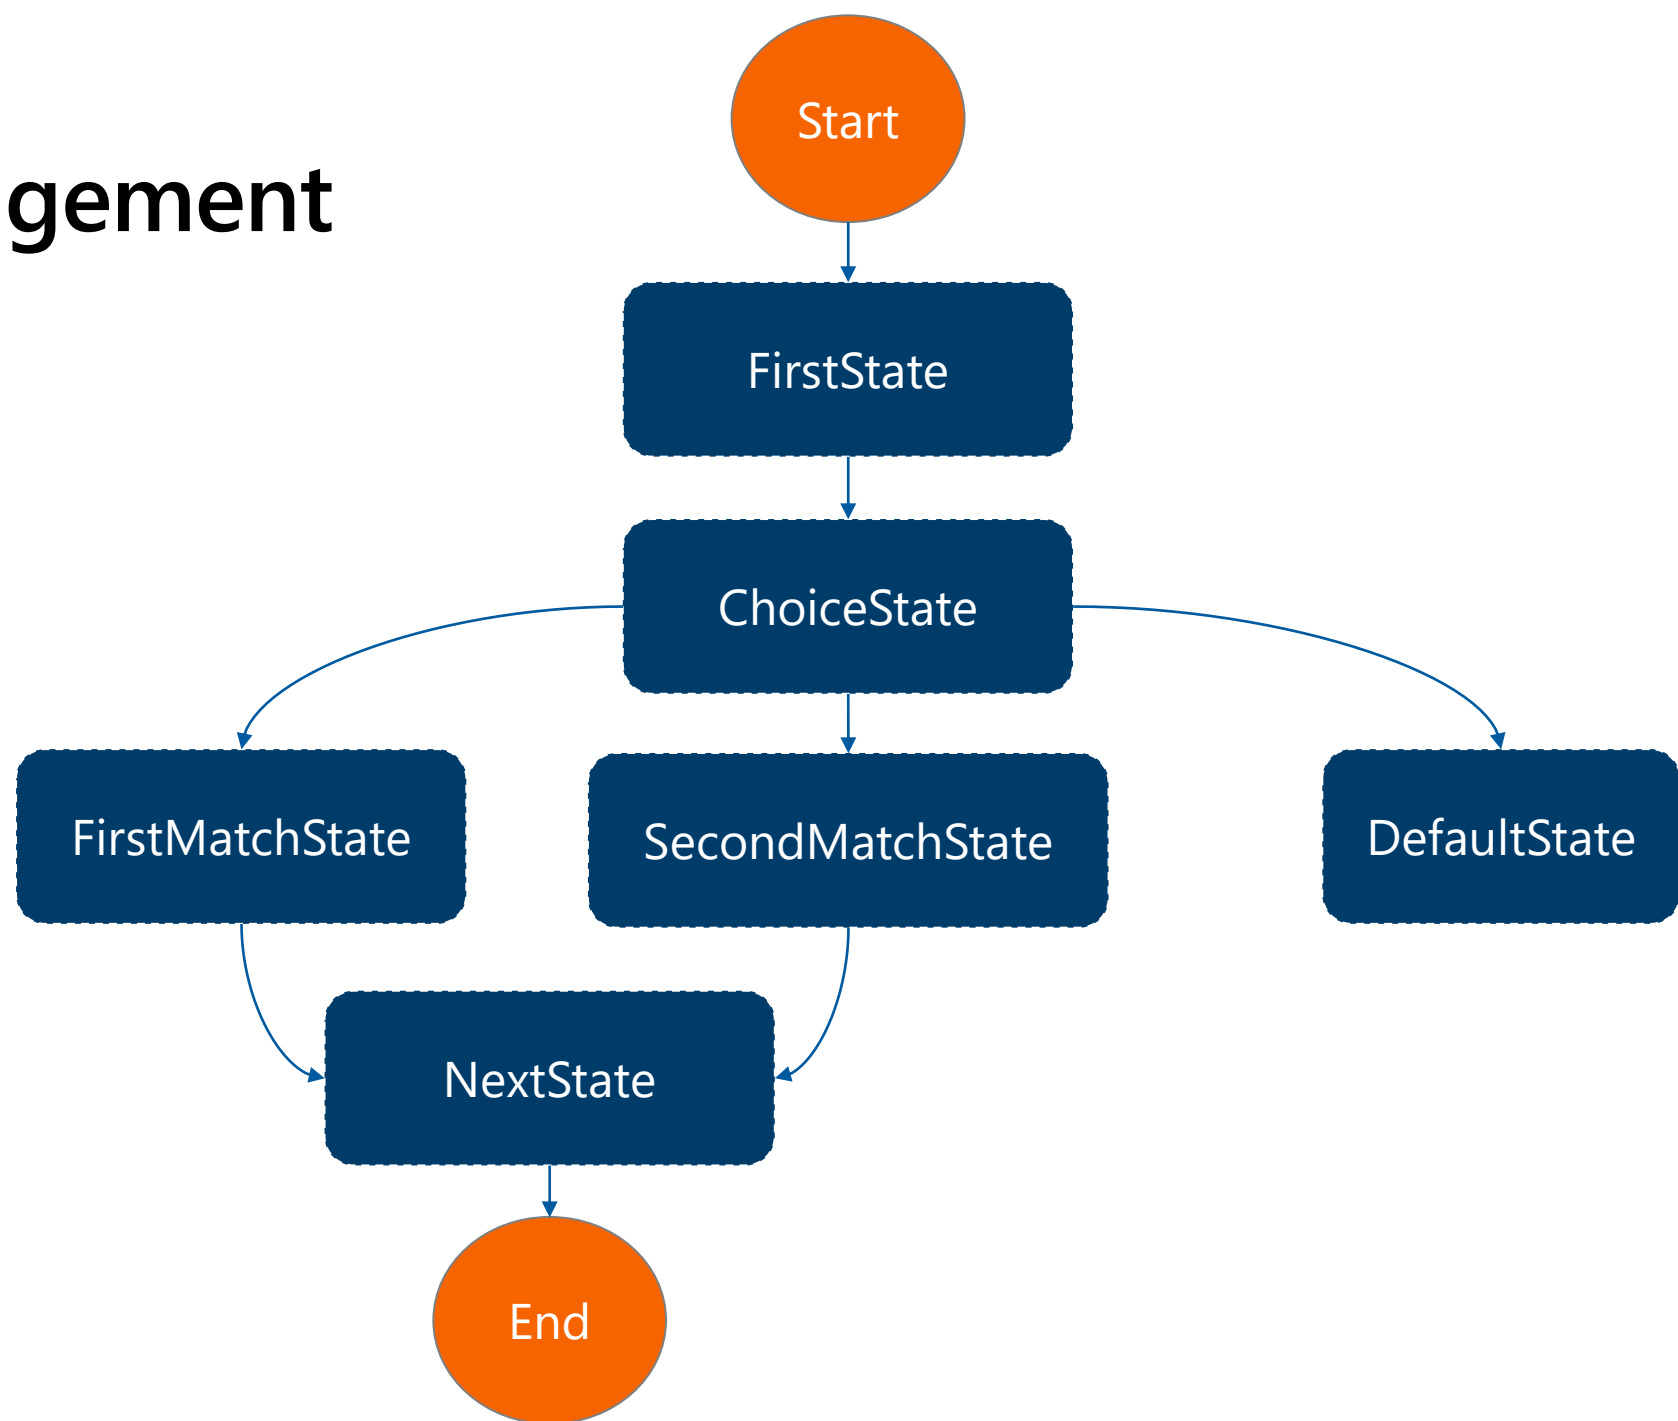 Start
gement
FirstState
ChoiceState
FirstMatchState
SecondMatchState
DefaultState
NextState
End